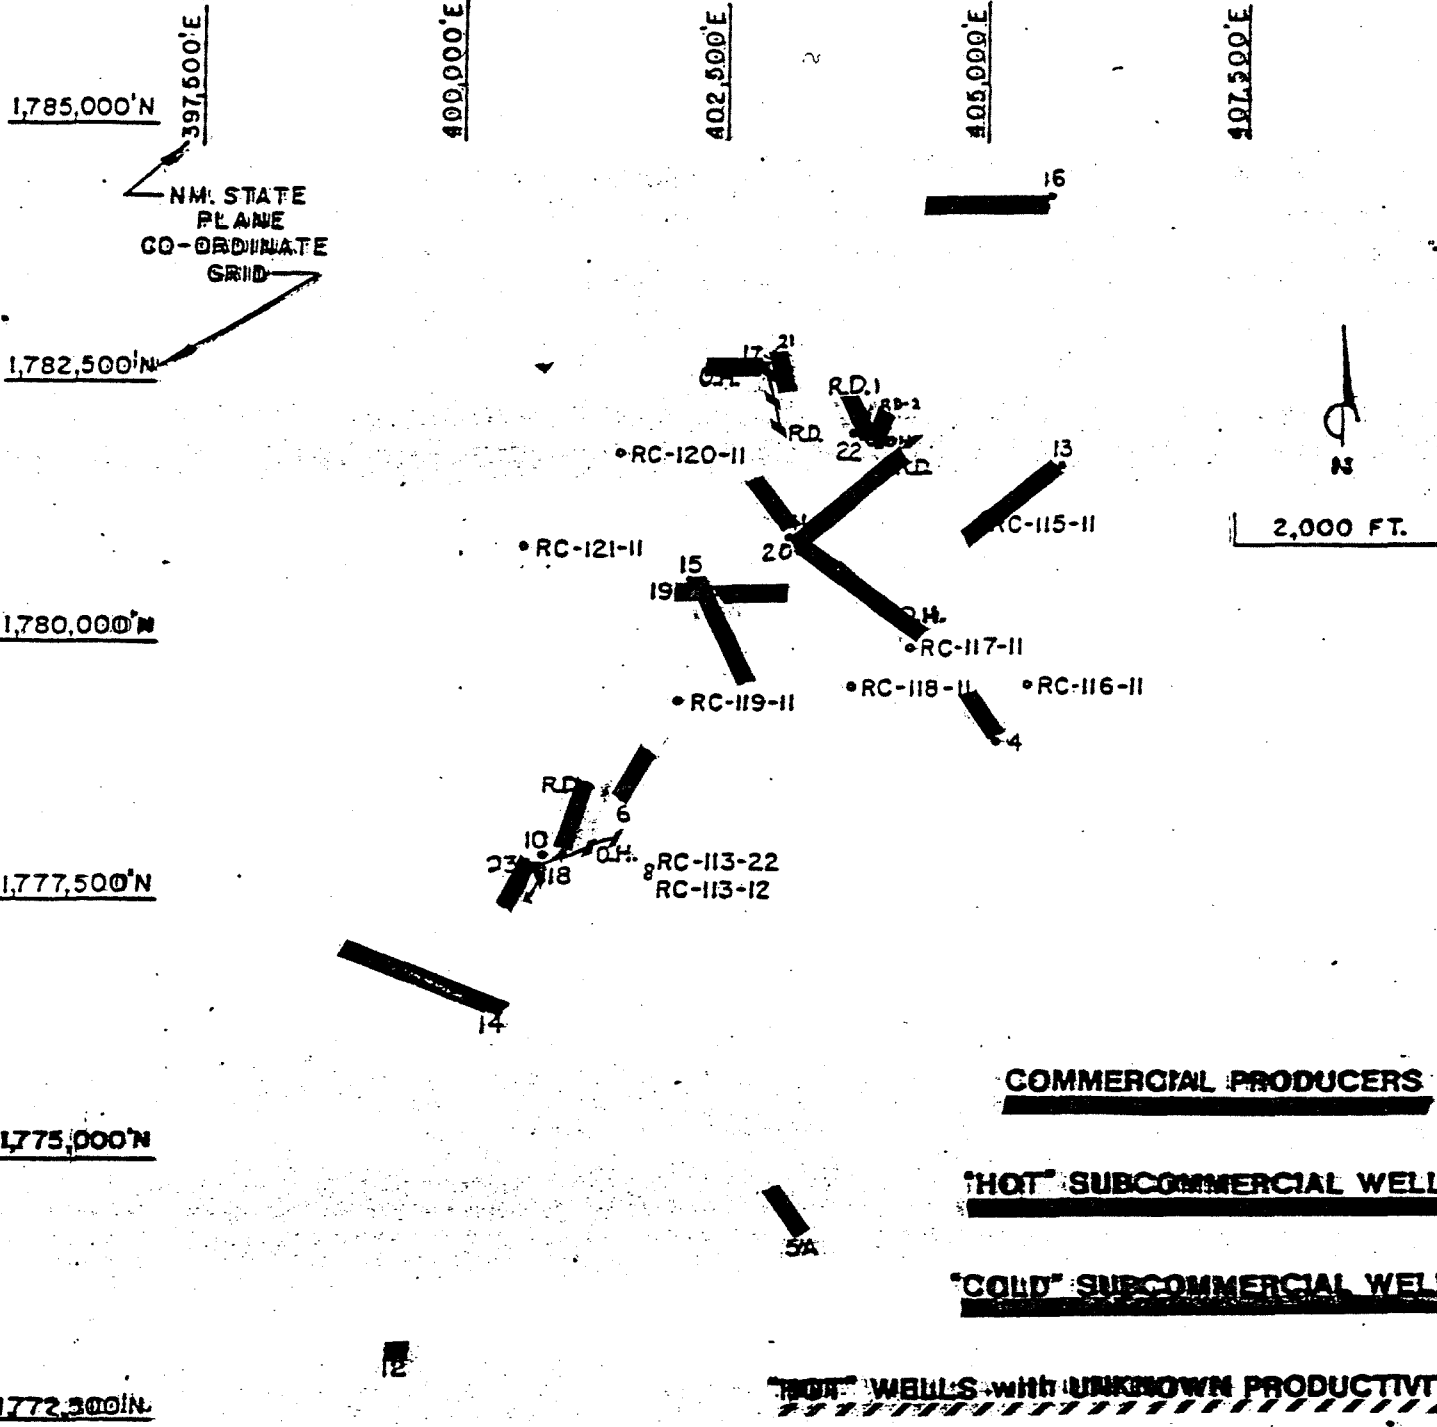 397,500'E
400,000'E
402,500'E
405,000'E
407,500'E
1,785,000'N
NM. STATE
PLANE
CO-ORDINATE
GRID
16
1,782,500'N
17
21
O.H.
R.D.1
RD-2
R.D.
22
RC-120-11
13
R.D.
N
RC-115-11
2,000 FT.
20
RC-121-11
15
19
1,780,000'N
O.H.
RC-117-11
RC-118-11
RC-116-11
RC-119-11
4
R.D.
6
10
O.H.
23
18
RC-113-22
RC-113-12
1,777,500'N
14
COMMERCIAL PRODUCERS
1,775,000'N
"HOT" SUBCOMMERCIAL WELL
5A
"COLD" SUBCOMMERCIAL WEL
12
"HOT" WELLS with UNKNOWN PRODUCTIVIT
1,772,500'N